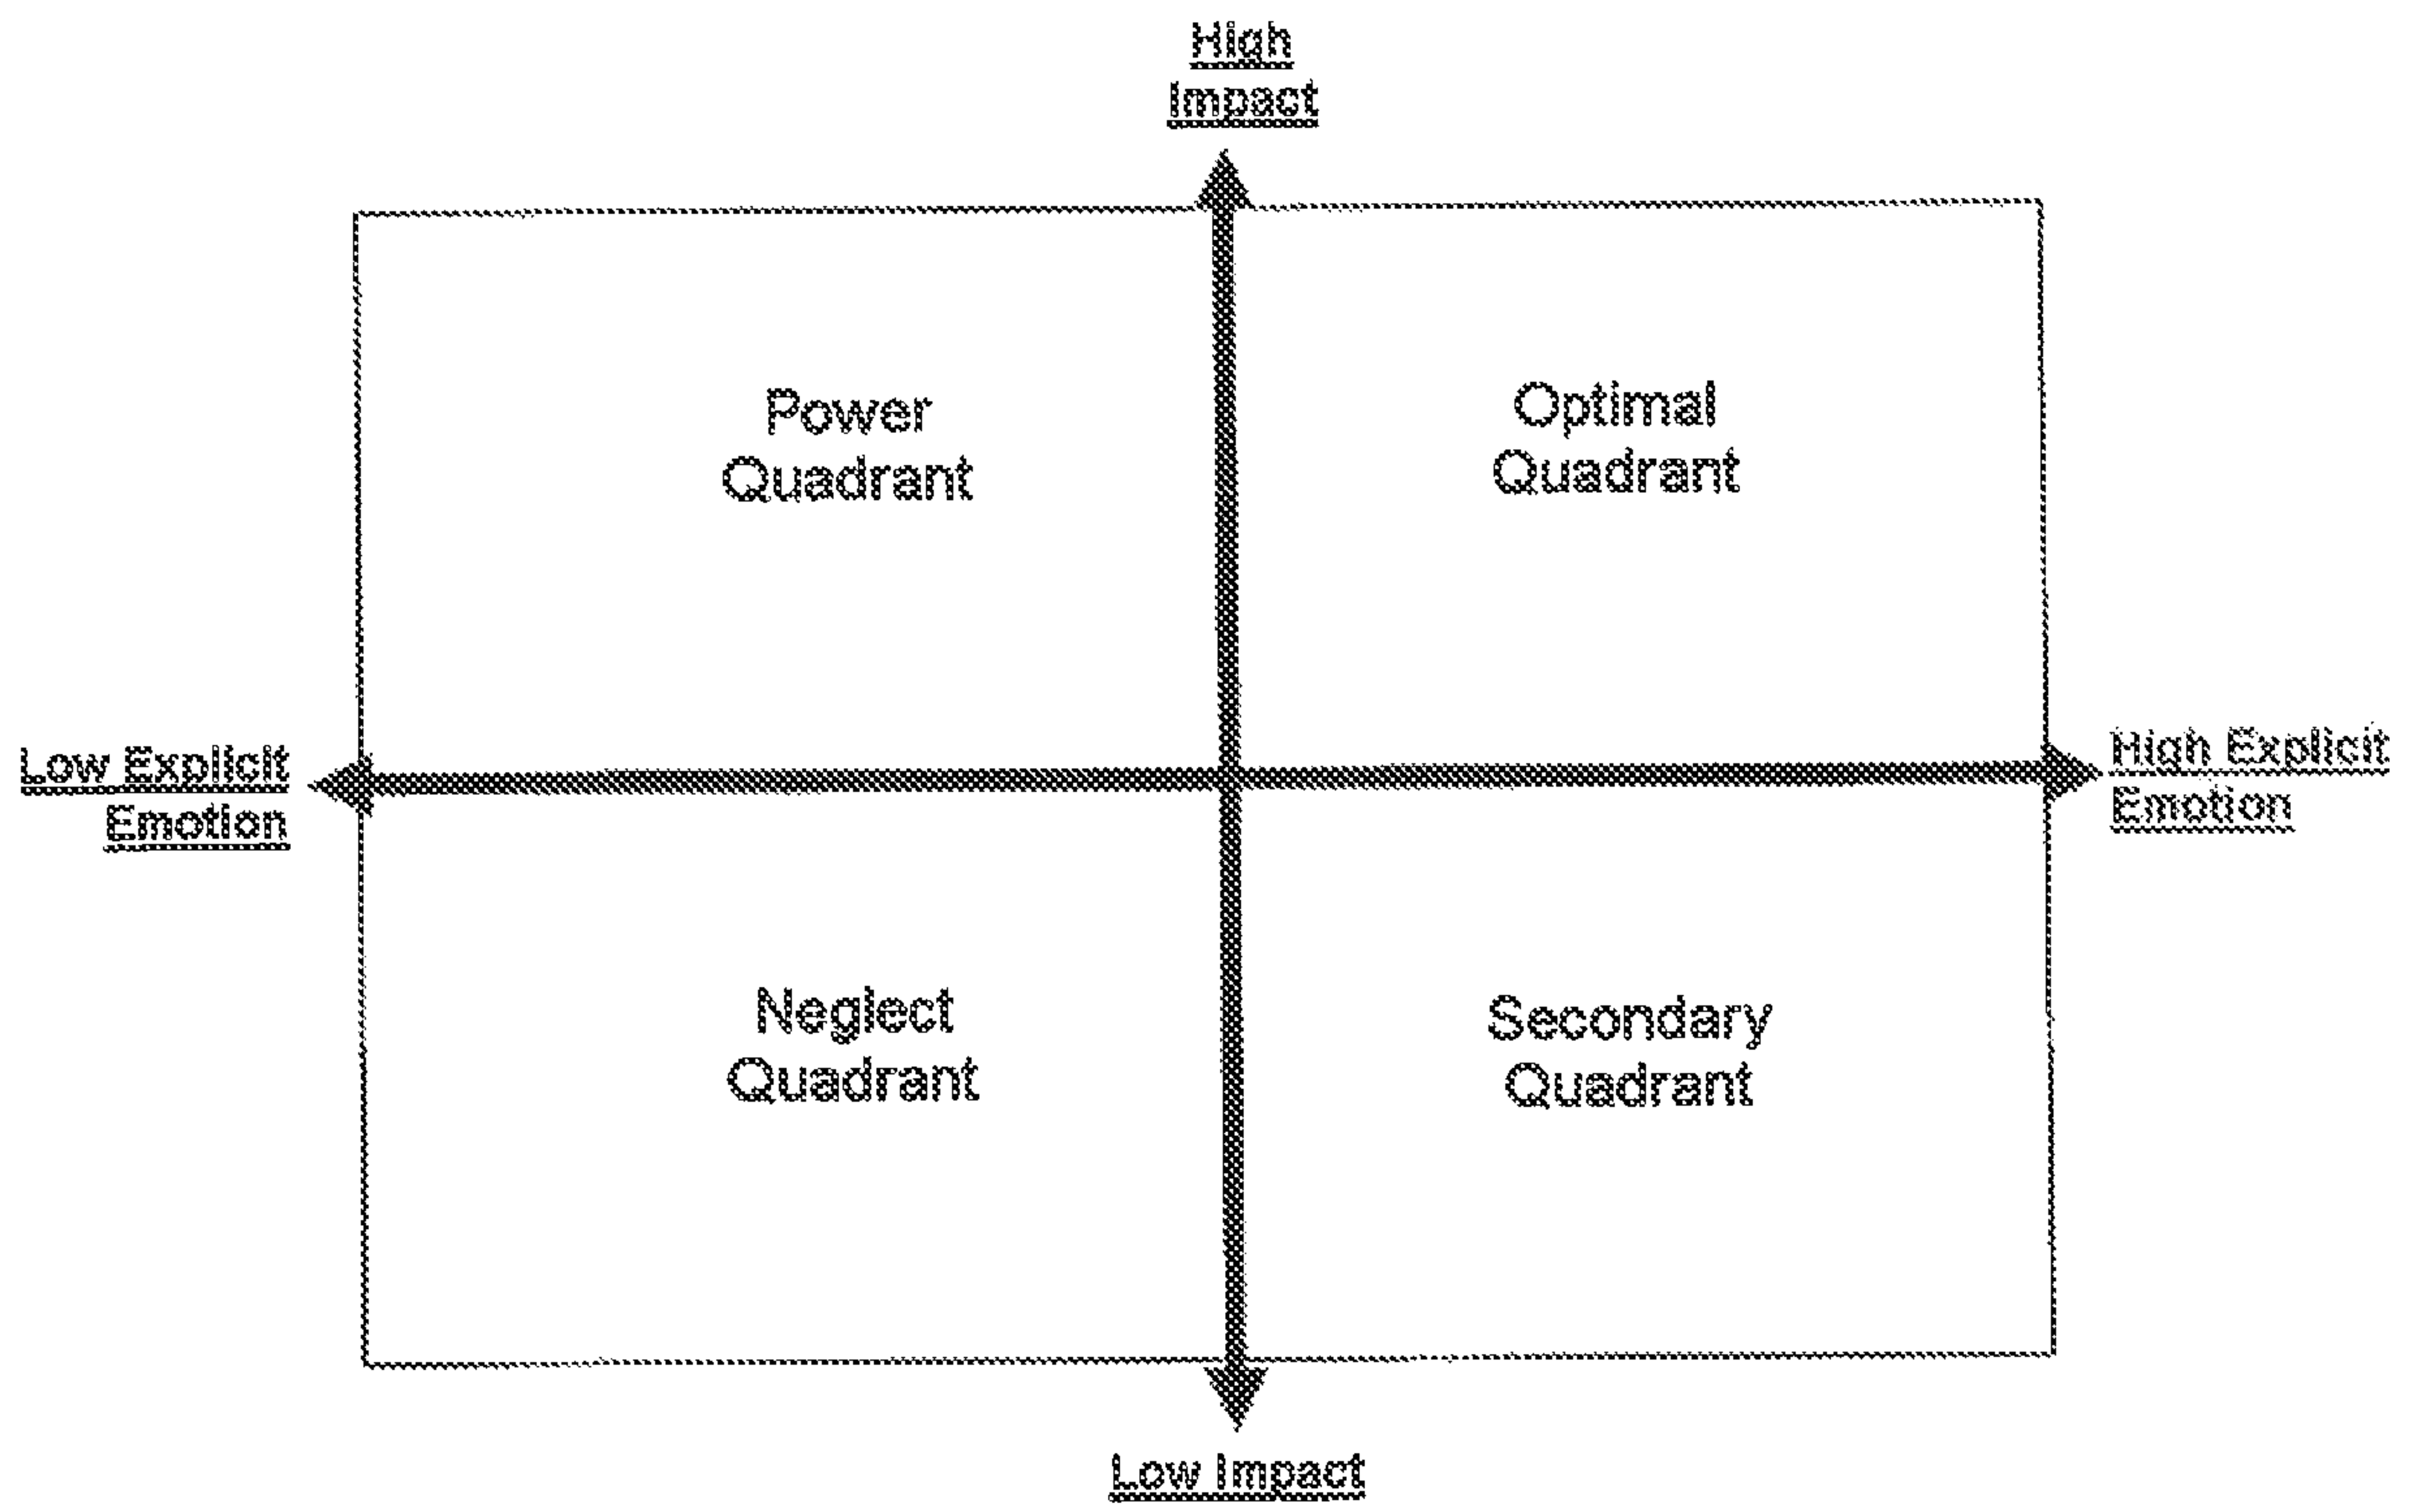 High
Impact
Power
Quadrant
Optimal
Quadrant
Low Explicit
Emotion
High Explicit
Emotion
Neglect
Quadrant
Secondary
Quadrant
Low Impact